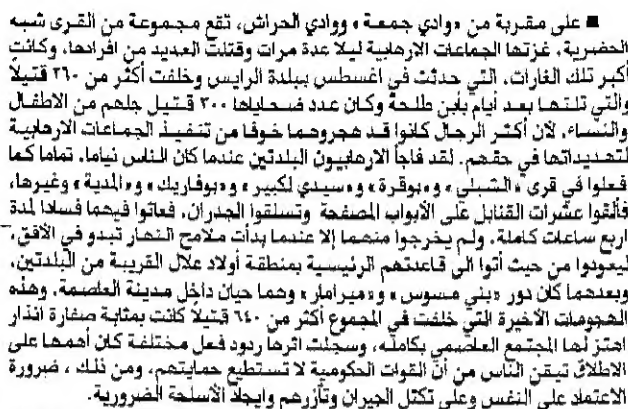 ■ على مقربة من «وادي جمعة» ووادي الحراش، تقع مجموعة من القرى شبه
الحضرية، غزتها الجماعات الارهابية ليلا عدة مرات وقتلت العديد من افرادها، وكانت
أكبر تلك الغارات، التي حدثت في اغسطس ببلدة الرايس وخلفت أكثر من ٣٦٠ قتيلاً
والتي تلتها بعد أيام بأبن طلحة وكان عدد ضحاياها ٣٠٠ قتيل جلهم من الاطفال
والنساء، لأن أكثر الرجال كانوا قد هجروهما خوفا من تنفيذ الجماعات الارهابية
لتهديداتها في حقهم. لقد فاجأ الارهابيون البلدتين عندما كان الناس نياما. تماما كما
فعلوا في قرى «الشبلي» و«بوقرة» و«سيدي لكبير» و«بوفاريك» و«المدية» وغيرها،
فألقوا عشرات القنابل على الأبواب المصفحة وتسلقوا الجدران، فعاثوا فيهما فسادا لمدة
اربع ساعات كاملة، ولم يخرجوا منهما إلا عندما بدأت ملامح النهار تبدو في الأفق،
ليعودوا من حيث أتوا الى قاعدتهم الرئيسية بمنطقة أولاد علال القريبة من البلدتين،
وبعدهما كان دور «بني مسوس» و«ميرامار» وهما حيان داخل مدينة العاصمة. وهذه
الهجومات الأخيرة التي خلفت في المجموع أكثر من ٦٤٠ قتيلاً كانت بمثابة صفارة انذار
اهتز لها المجتمع العاصمي بكامله، وسجلت اثرها ردود فعل مختلفة كان أهمها على
الاطلاق تيقن الناس من أن القوات الحكومية لا تستطيع حمايتهم، ومن ذلك، ضرورة
الاعتماد على النفس وعلى تكتل الجيران وتآزرهم وايجاد الأسلحة الضرورية.